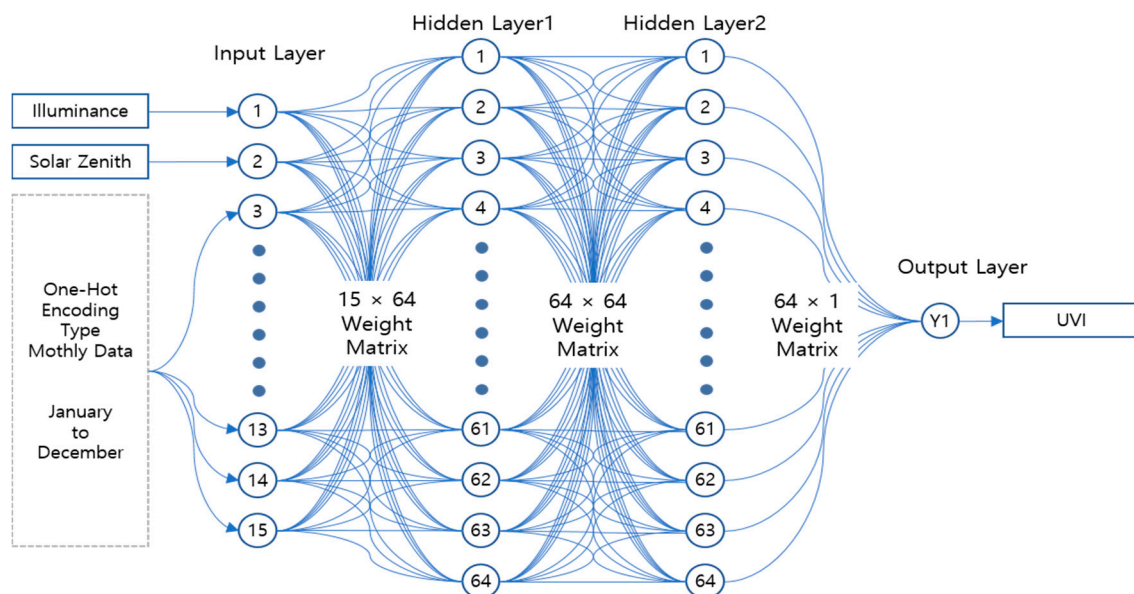 Hidden Layer1
Hidden Layer2
Input Layer
Illuminance
Solar Zenith
One-Hot
Encoding
Type
Mothly Data
January
to
December
1
2
3
13
14
15
15 × 64
Weight
Matrix
1
2
3
4
61
62
63
64
64 × 64
Weight
Matrix
1
2
3
4
61
62
63
64
64 × 1
Weight
Matrix
Output Layer
Y1
UVI